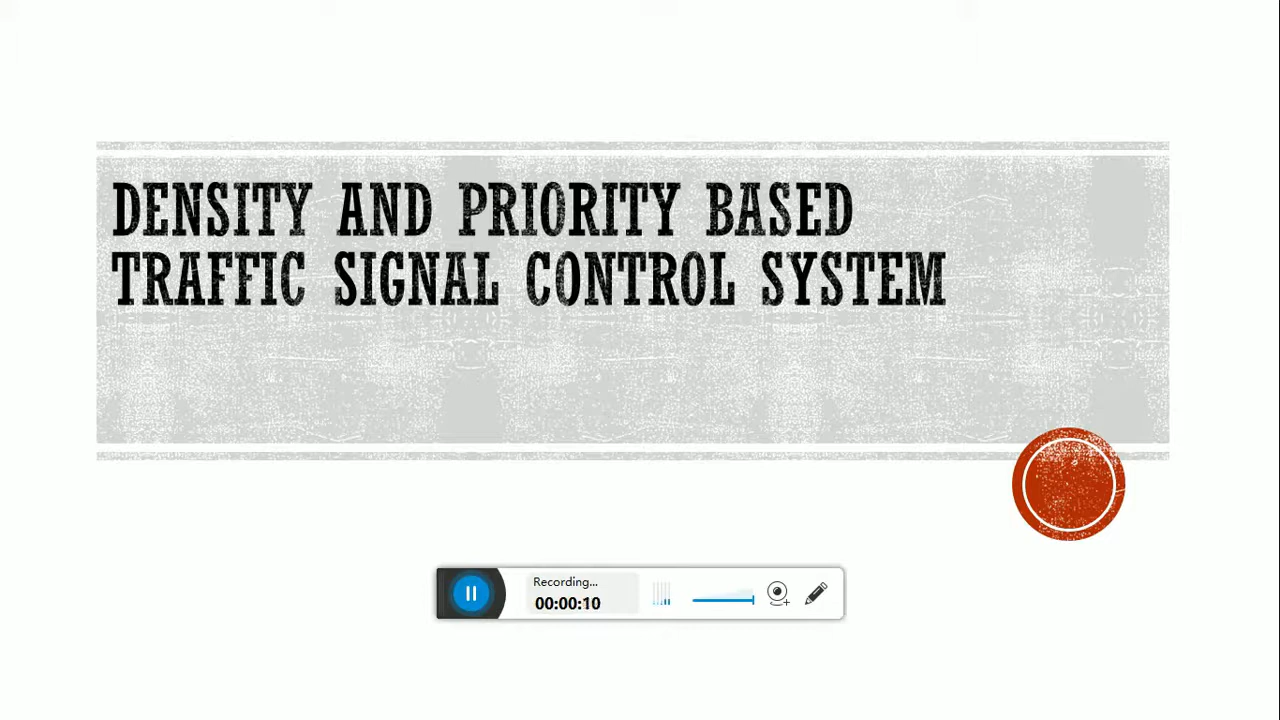 DENSITY AND PRIORITY BASED
TRAFFIC SIGNAL CONTROL SYSTEM
Recording...
00:00:10